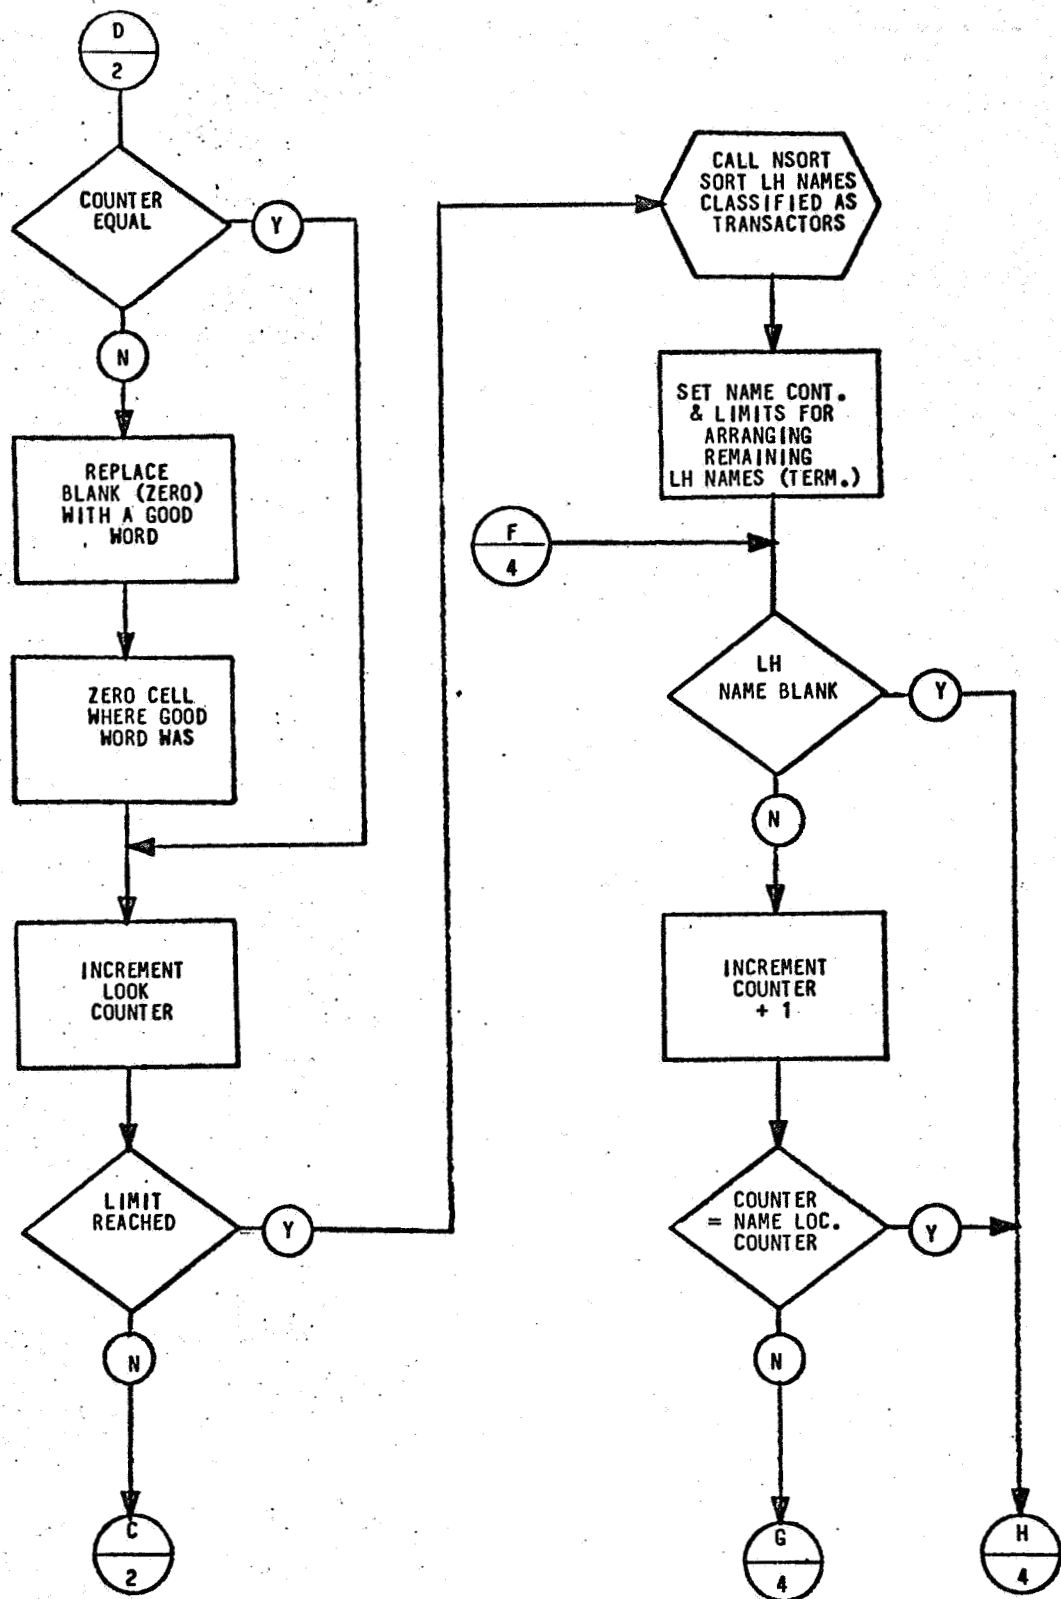 D
2
COUNTER
EQUAL
Y
N
REPLACE
BLANK (ZERO)
WITH A GOOD
WORD
ZERO CELL
WHERE GOOD
WORD WAS
INCREMENT
LOOK
COUNTER
LIMIT
REACHED
Y
N
C
2
CALL NSORT
SORT LH NAMES
CLASSIFIED AS
TRANSACTORS
SET NAME CONT.
& LIMITS FOR
ARRANGING
REMAINING
LH NAMES (TERM.)
F
4
LH
NAME BLANK
Y
N
INCREMENT
COUNTER
+ 1
COUNTER
= NAME LOC.
COUNTER
Y
N
G
4
H
4